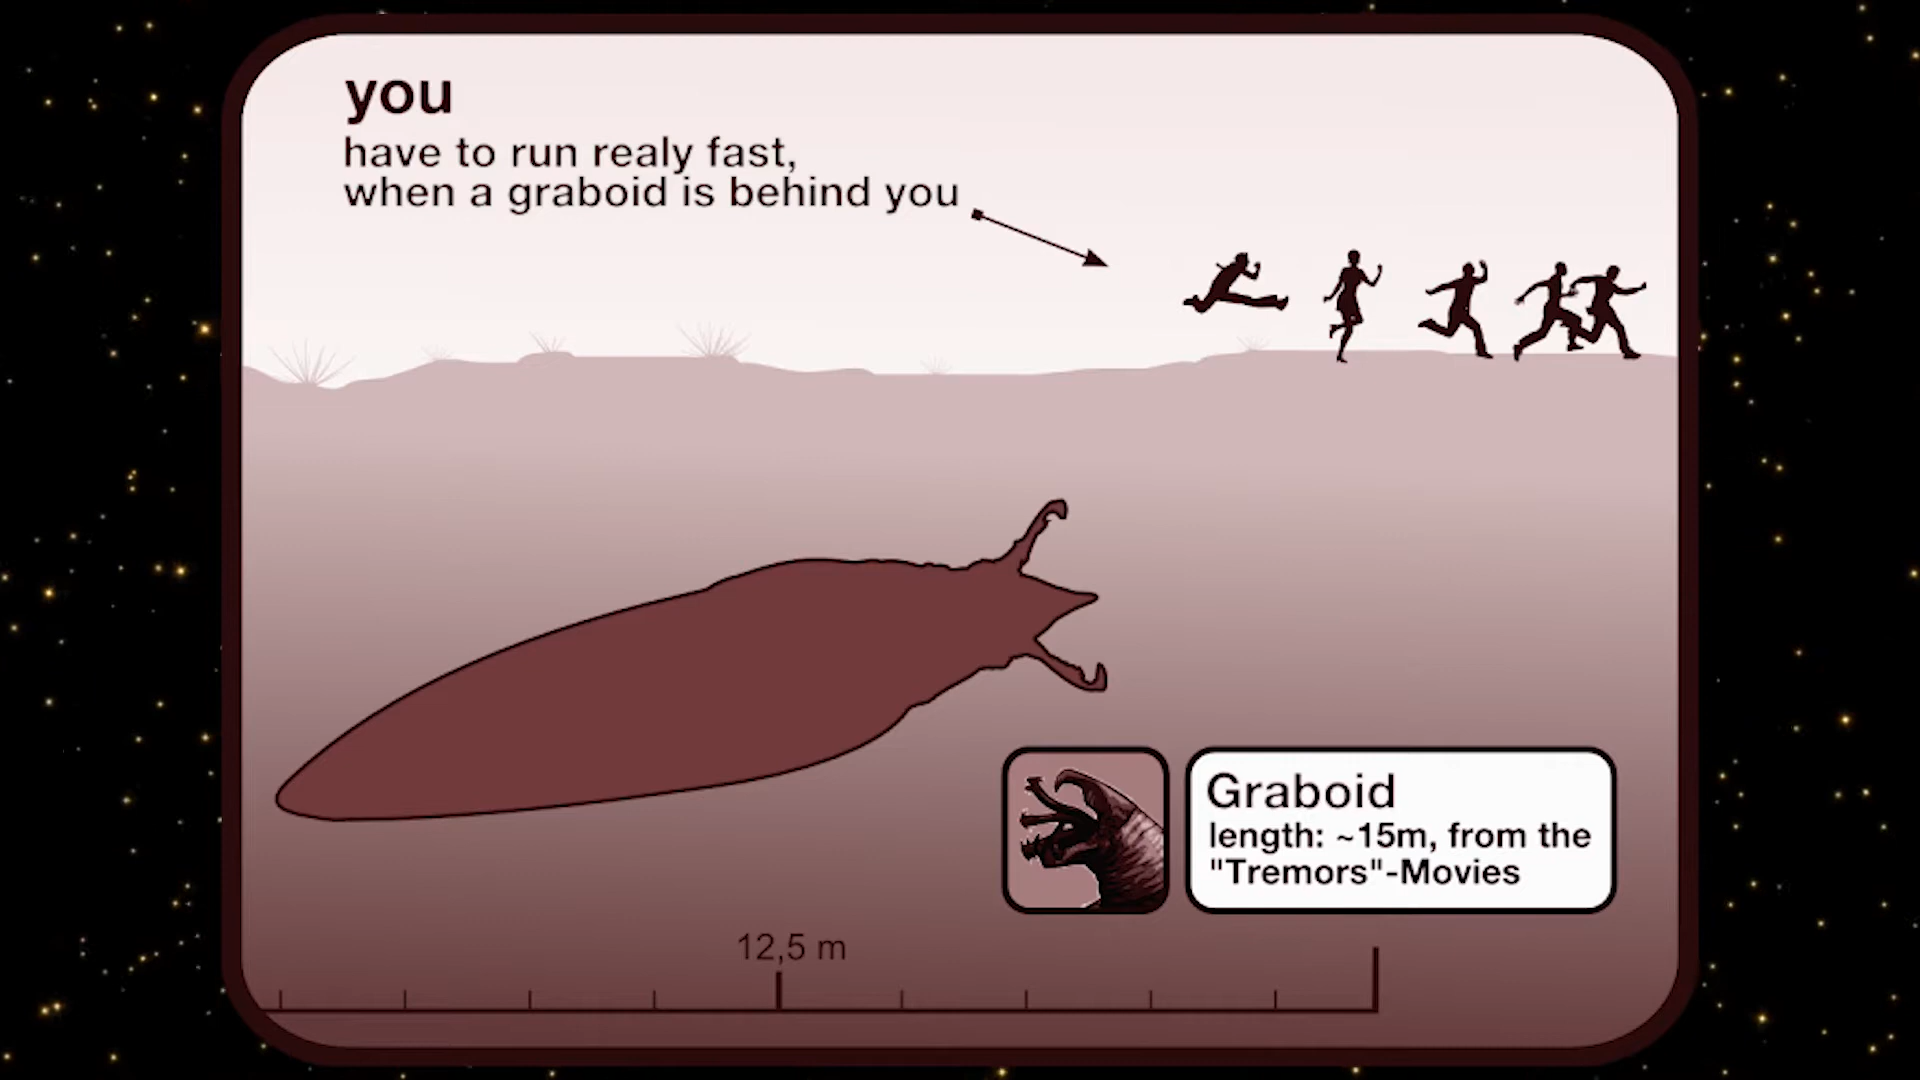 you
have to run realy fast,
when a graboid is behind you
Graboid
length: ~15m, from the
"Tremors"-Movies
12,5 m